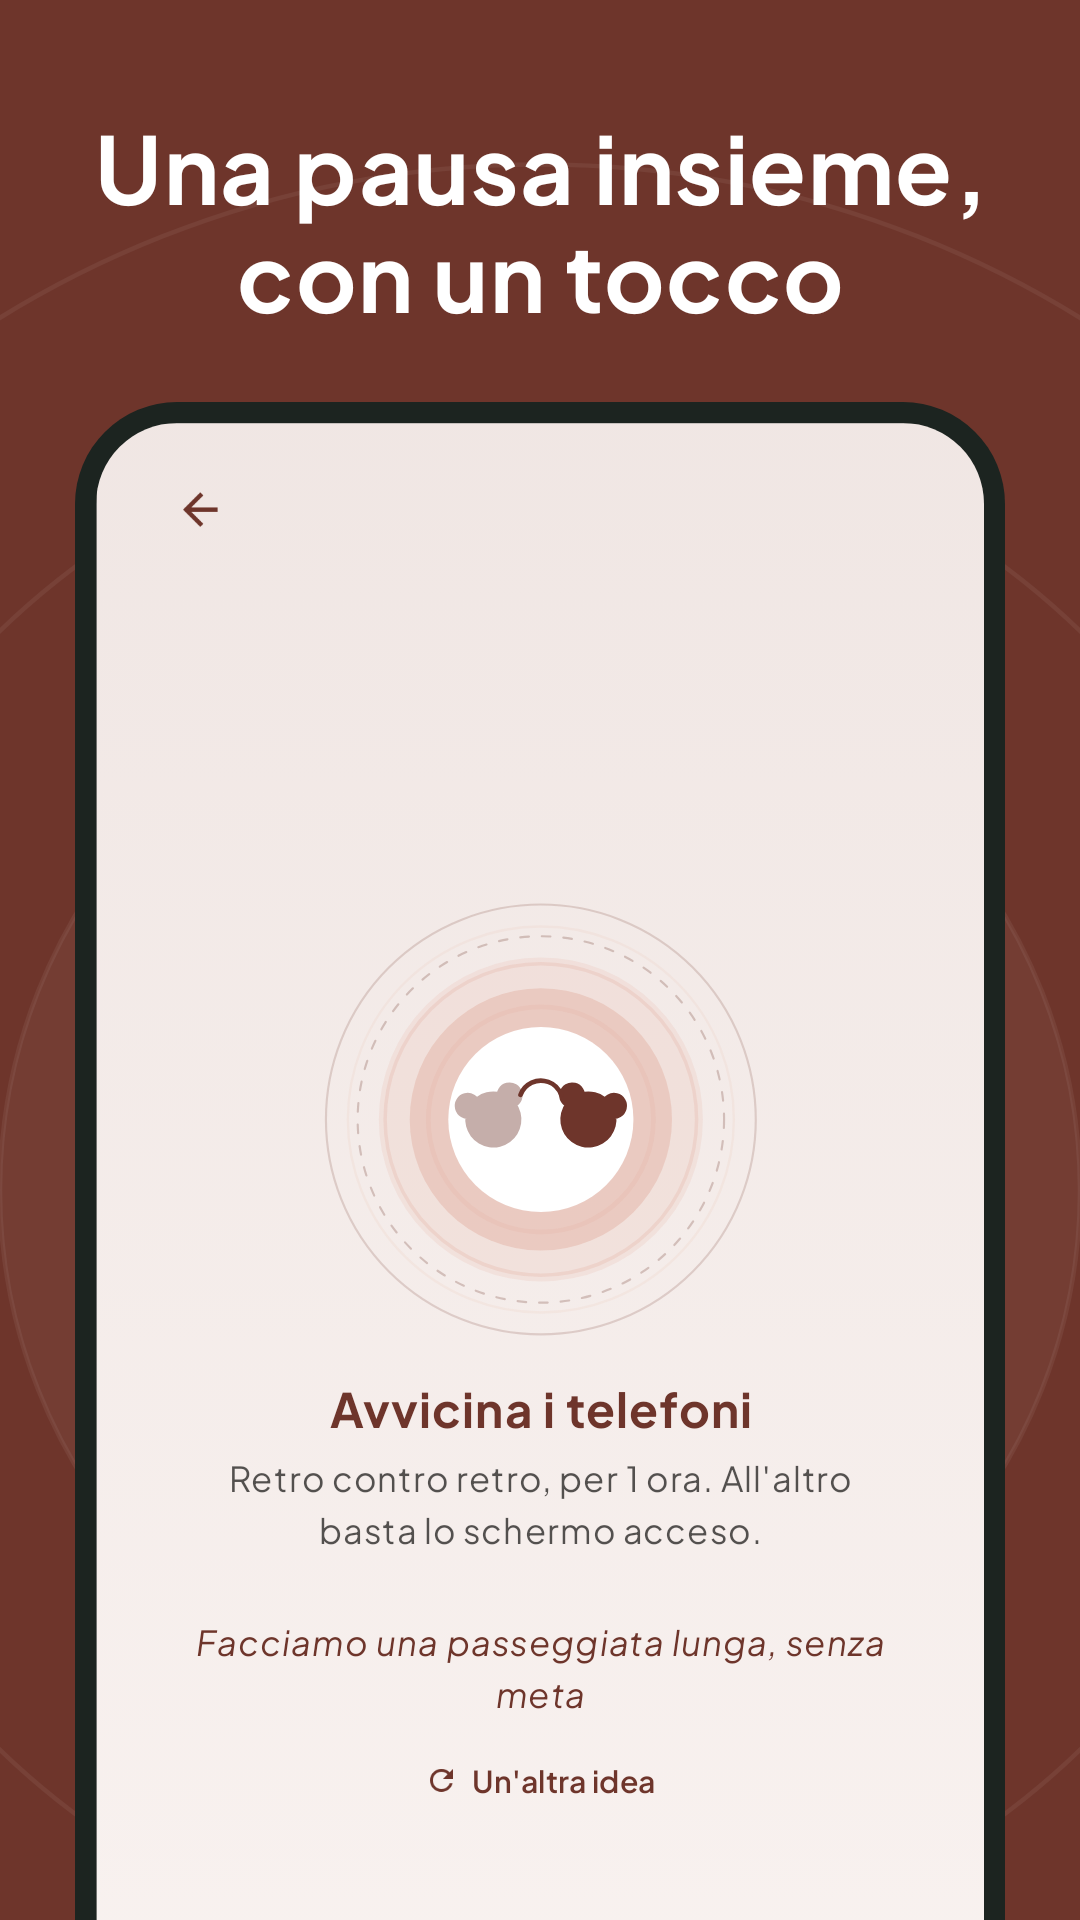 Una pausa insieme,
con un tocco
Avvicina i telefoni
Retro contro retro, per 1 ora. All'altro
basta lo schermo acceso.
Facciamo una passeggiata lunga, senza
meta
Un'altra idea